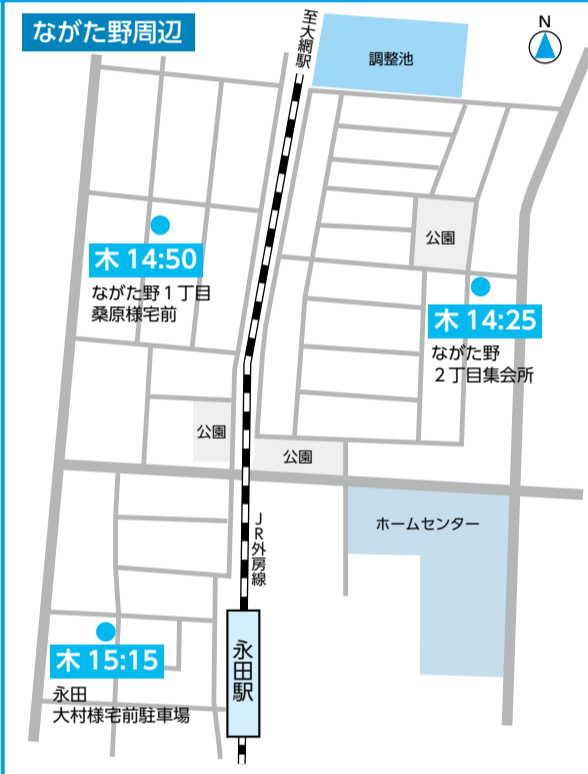 ながた野周辺
N
至大網駅
調整池
公園
木 14:50
ながた野1丁目
桑原様宅前
木 14:25
ながた野
2丁目集会所
公園
公園
ホームセンター
JR外房線
木 15:15
永田
大村様宅前駐車場
永田駅